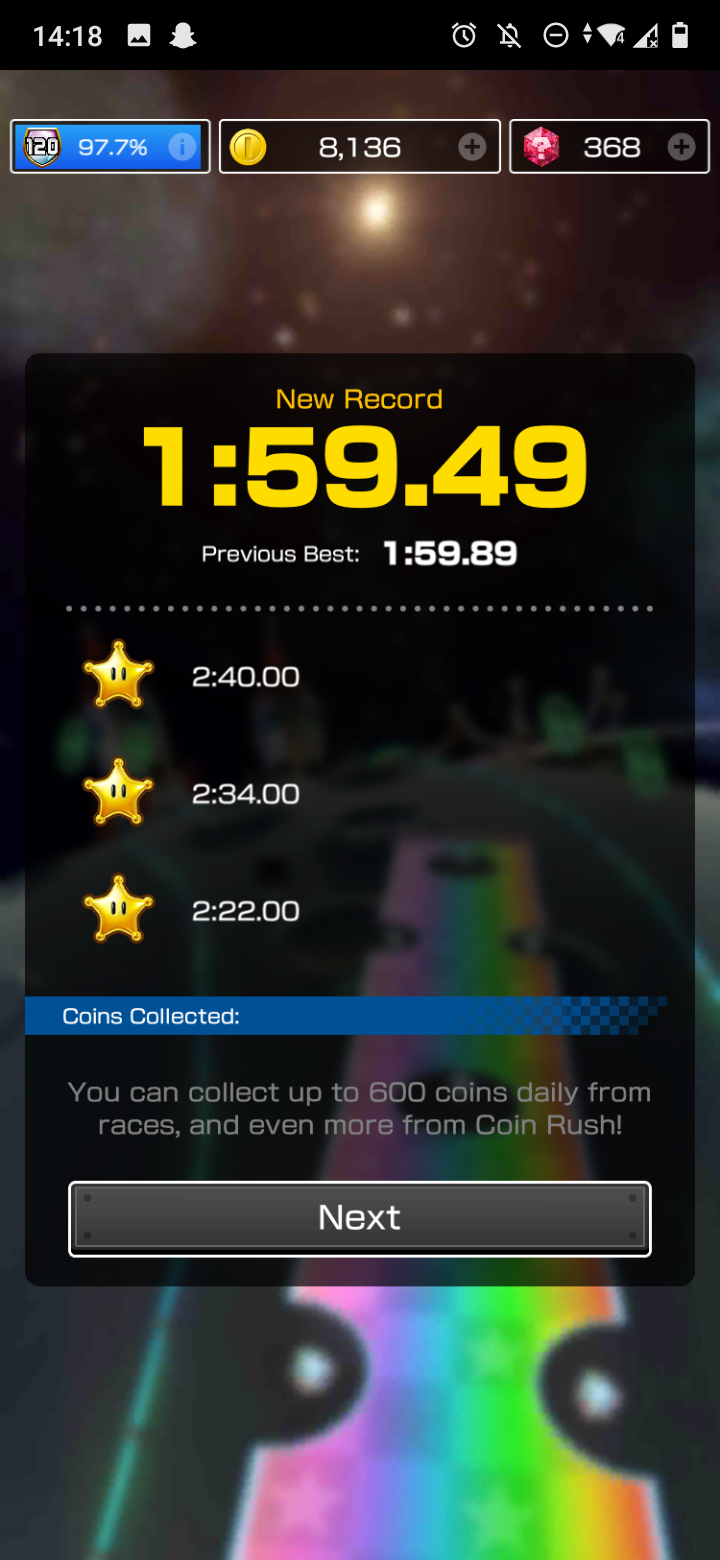 14:18
4
120 97.7% i 8,136 + ? 368 +
New Record
1:59.49
Previous Best: 1:59.89
2:40.00
2:34.00
2:22.00
Coins Collected:
You can collect up to 600 coins daily from
races, and even more from Coin Rush!
Next